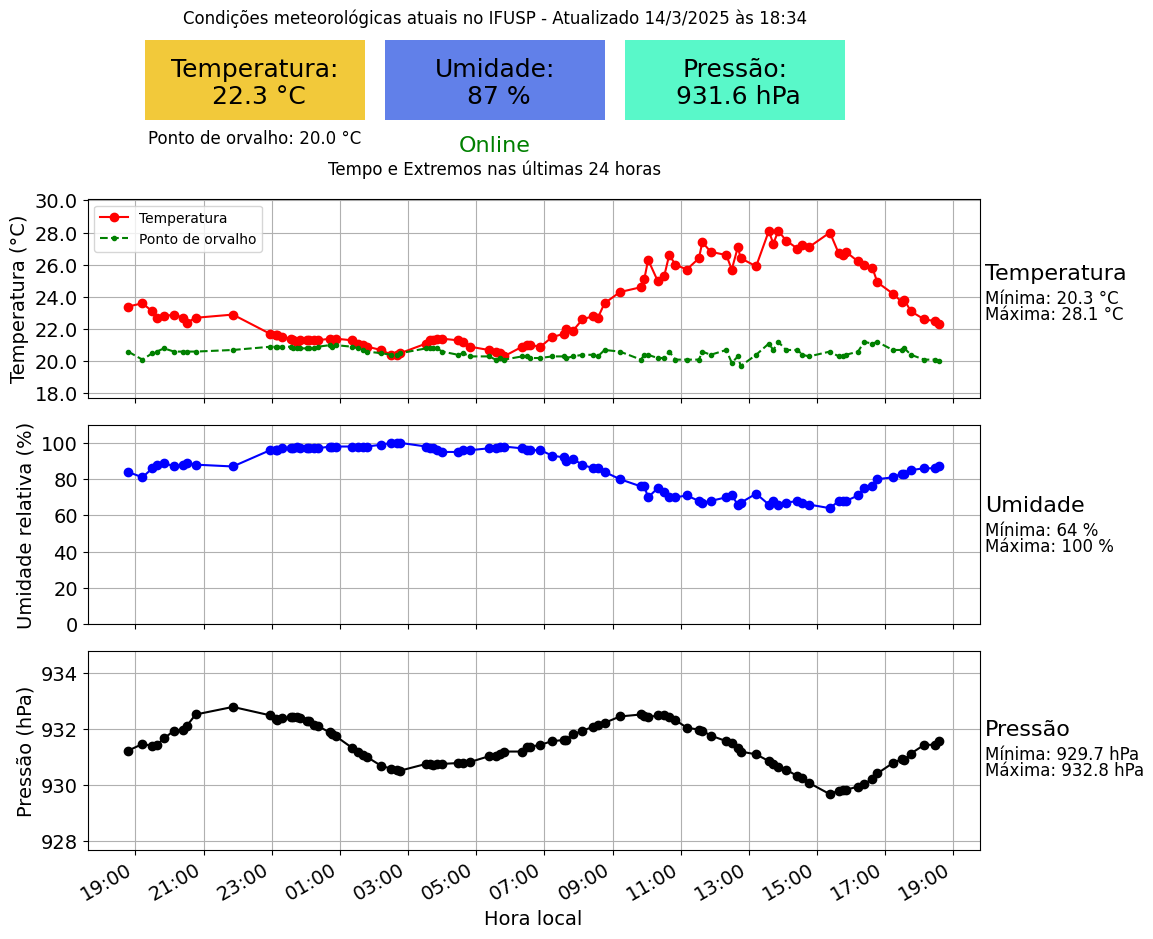 Condições meteorológicas atuais no IFUSP - Atualizado 14/3/2025 às 18:34
Temperatura:
22.3 °C
Umidade:
87 %
Pressão:
931.6 hPa
Ponto de orvalho: 20.0 °C
Online
Tempo e Extremos nas últimas 24 horas
Temperatura (°C)
30.0
28.0
26.0
24.0
22.0
20.0
18.0
Temperatura
Ponto de orvalho
Temperatura
Mínima: 20.3 °C
Máxima: 28.1 °C
Umidade relativa (%)
100
80
60
40
20
0
Umidade
Mínima: 64 %
Máxima: 100 %
Pressão (hPa)
934
932
930
928
Pressão
Mínima: 929.7 hPa
Máxima: 932.8 hPa
19:00
21:00
23:00
01:00
03:00
05:00
07:00
09:00
11:00
13:00
15:00
17:00
19:00
Hora local